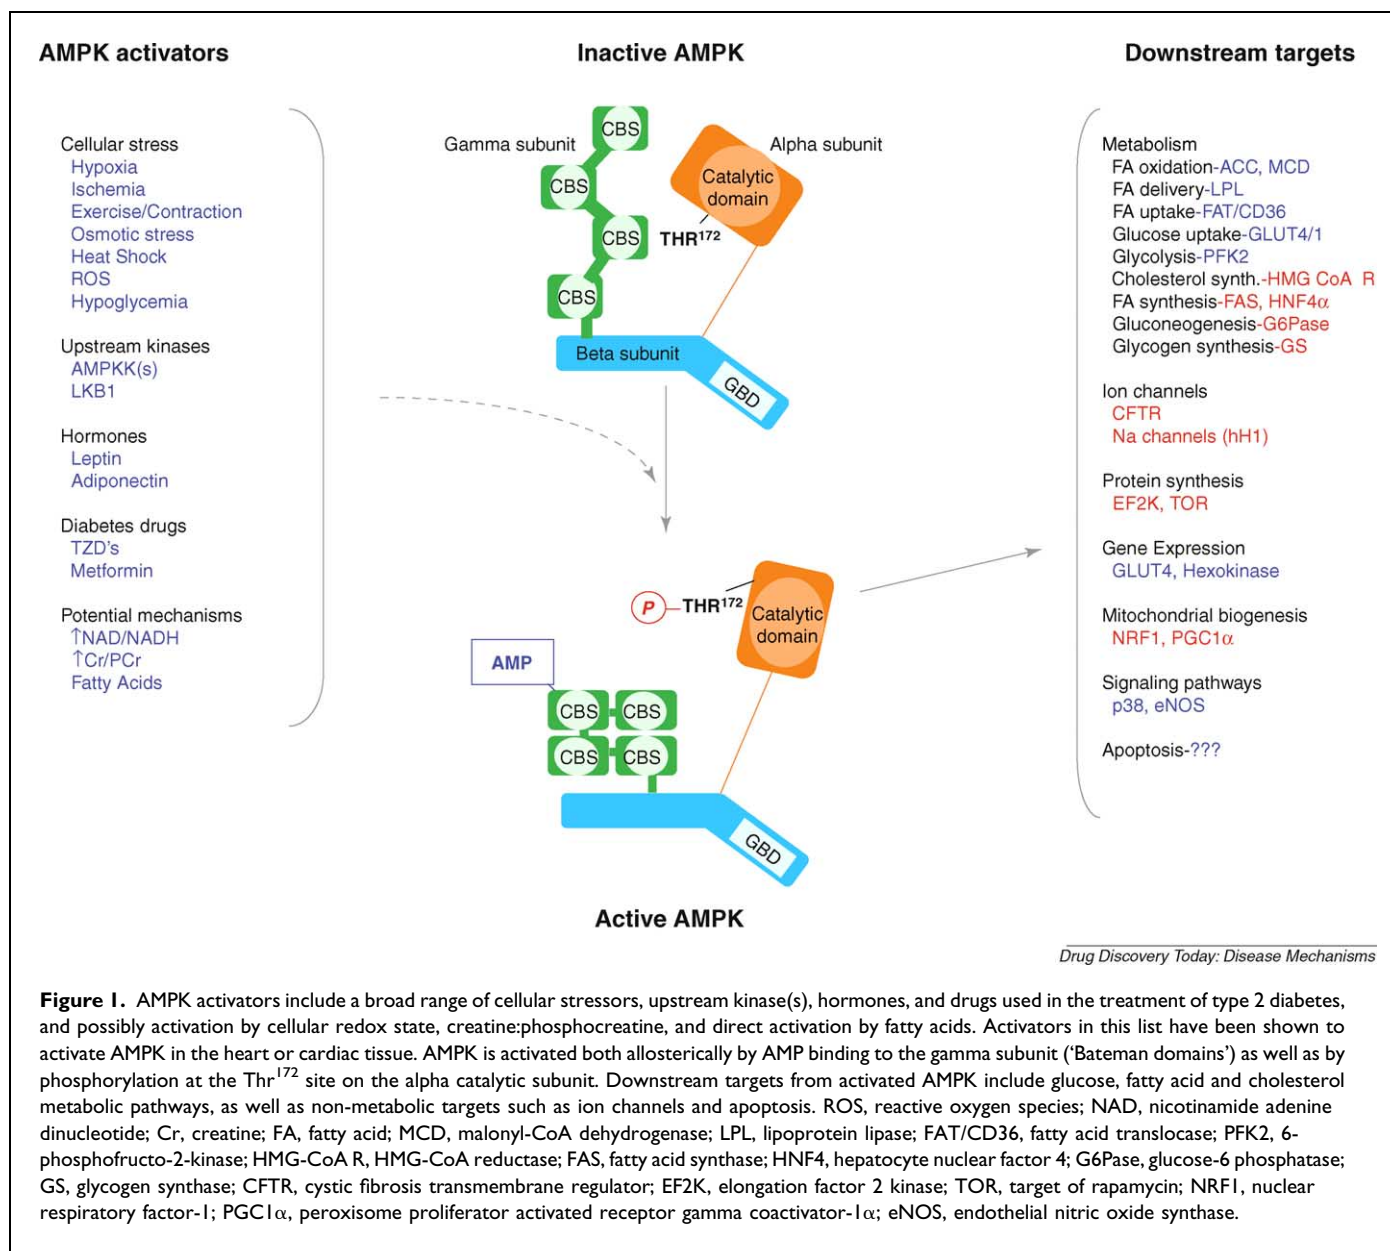 AMPK activators
Cellular stress
Hypoxia
Ischemia
Exercise/Contraction
Osmotic stress
Heat Shock
ROS
Hypoglycemia
Upstream kinases
AMPKK(s)
LKB1
Hormones
Leptin
Adiponectin
Diabetes drugs
TZD's
Metformin
Potential mechanisms
↑NAD/NADH
↑Cr/PCr
Fatty Acids
Inactive AMPK
Gamma subunit
CBS
CBS
CBS
CBS
Alpha subunit
Catalytic
domain
THR¹⁷²
Beta subunit
GBD
P
THR¹⁷²
Catalytic
domain
AMP
CBS CBS
CBS CBS
GBD
Active AMPK
Downstream targets
Metabolism
FA oxidation-ACC, MCD
FA delivery-LPL
FA uptake-FAT/CD36
Glucose uptake-GLUT4/1
Glycolysis-PFK2
Cholesterol synth.-HMG CoA R
FA synthesis-FAS, HNF4α
Gluconeogenesis-G6Pase
Glycogen synthesis-GS
Ion channels
CFTR
Na channels (hH1)
Protein synthesis
EF2K, TOR
Gene Expression
GLUT4, Hexokinase
Mitochondrial biogenesis
NRF1, PGC1α
Signaling pathways
p38, eNOS
Apoptosis-???
Drug Discovery Today: Disease Mechanisms
Figure 1. AMPK activators include a broad range of cellular stressors, upstream kinase(s), hormones, and drugs used in the treatment of type 2 diabetes,
and possibly activation by cellular redox state, creatine:phosphocreatine, and direct activation by fatty acids. Activators in this list have been shown to
activate AMPK in the heart or cardiac tissue. AMPK is activated both allosterically by AMP binding to the gamma subunit ('Bateman domains') as well as by
phosphorylation at the Thr¹⁷² site on the alpha catalytic subunit. Downstream targets from activated AMPK include glucose, fatty acid and cholesterol
metabolic pathways, as well as non-metabolic targets such as ion channels and apoptosis. ROS, reactive oxygen species; NAD, nicotinamide adenine
dinucleotide; Cr, creatine; FA, fatty acid; MCD, malonyl-CoA dehydrogenase; LPL, lipoprotein lipase; FAT/CD36, fatty acid translocase; PFK2, 6-
phosphofructo-2-kinase; HMG-CoA R, HMG-CoA reductase; FAS, fatty acid synthase; HNF4, hepatocyte nuclear factor 4; G6Pase, glucose-6 phosphatase;
GS, glycogen synthase; CFTR, cystic fibrosis transmembrane regulator; EF2K, elongation factor 2 kinase; TOR, target of rapamycin; NRF1, nuclear
respiratory factor-1; PGC1α, peroxisome proliferator activated receptor gamma coactivator-1α; eNOS, endothelial nitric oxide synthase.